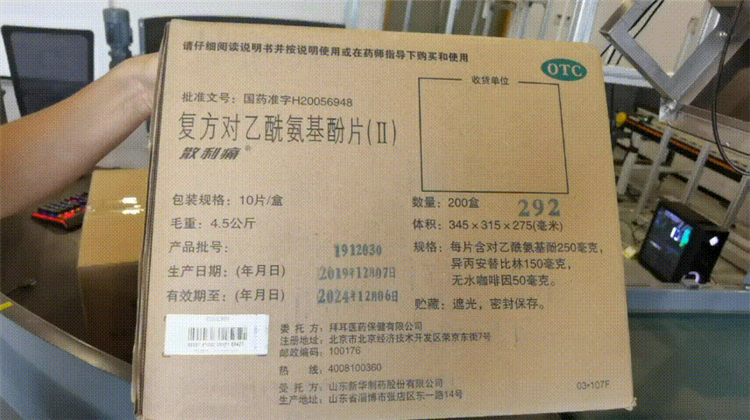 请仔细阅读说明书并按说明使用或在药师指导下购买和使用
OTC
收货单位
批准文号：国药准字H20056948
复方对乙酰氨基酚片(Ⅱ)
散利痛®
包装规格：10片/盒
数量：200盒
292
毛重：4.5公斤
体积：345×315×275(毫米)
产品批号：
1912030
规格：每片含对乙酰氨基酚250毫克，
异丙安替比林150毫克，
无水咖啡因50毫克。
生产日期：(年月日)
2019年12月07日
有效期至：(年月日)
2024年12月06日
贮藏：遮光，密封保存。
委托方：拜耳医药保健有限公司
注册地址：北京市北京经济技术开发区荣京东街7号
邮政编码：100176
热线：4008100360
受托方：山东新华制药股份有限公司
生产地址：山东省淄博市张店区东一路14号
03-107F